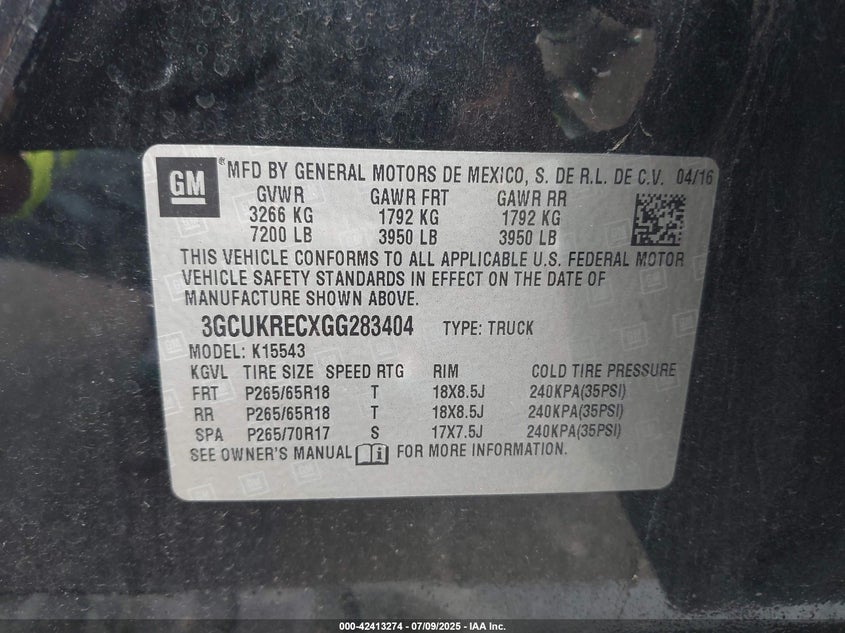 GM
® MFD BY GENERAL MOTORS DE MEXICO, S. DE R.L. DE C.V. 04/16
GVWR GAWR FRT GAWR RR
3266 KG 1792 KG 1792 KG
7200 LB 3950 LB 3950 LB
THIS VEHICLE CONFORMS TO ALL APPLICABLE U.S. FEDERAL MOTOR
VEHICLE SAFETY STANDARDS IN EFFECT ON THE DATE OF
MANUFACTURE SHOWN ABOVE.
3GCUKRECXGG283404 TYPE: TRUCK
MODEL: K15543
KGVL TIRE SIZE SPEED RTG RIM COLD TIRE PRESSURE
FRT P265/65R18 T 18X8.5J 240KPA(35PSI)
RR P265/65R18 T 18X8.5J 240KPA(35PSI)
SPA P265/70R17 S 17X7.5J 240KPA(35PSI)
SEE OWNER'S MANUAL FOR MORE INFORMATION.
000-42413274 - 07/09/2025 - IAA Inc.